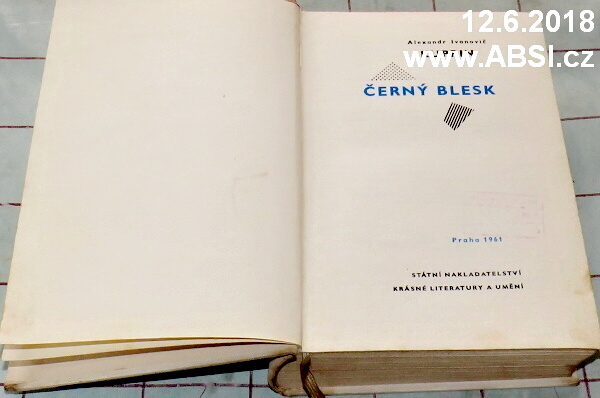 12.6.2018
Alexandr Ivanovič
www.ABSI.cz
ČERNÝ BLESK
Praha 1961
STÁTNÍ NAKLADATELSTVÍ
KRÁSNÉ LITERATURY A UMĚNÍ